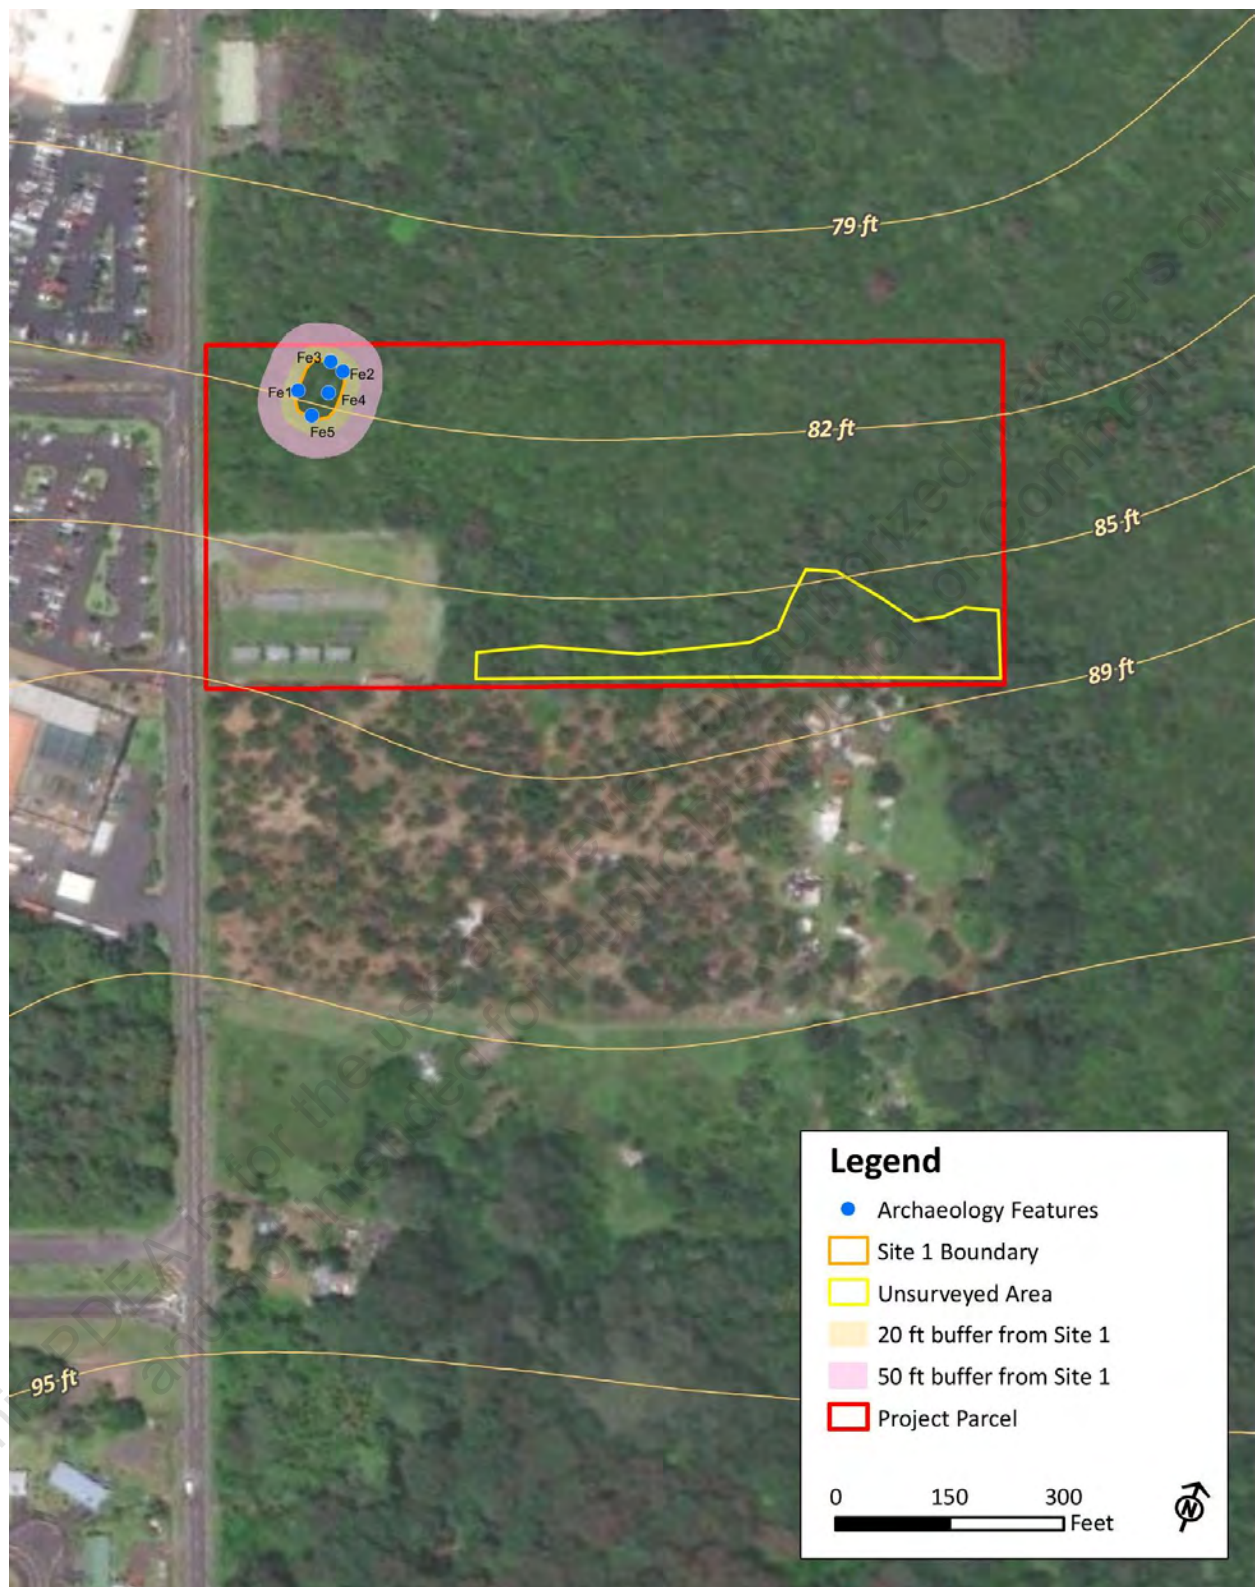 79 ft
Fe3
Fe2
Fe1
Fe4
Fe5
82 ft
85 ft
89 ft
95 ft
Legend
Archaeology Features
Site 1 Boundary
Unsurveyed Area
20 ft buffer from Site 1
50 ft buffer from Site 1
Project Parcel
0 150 300
Feet
N